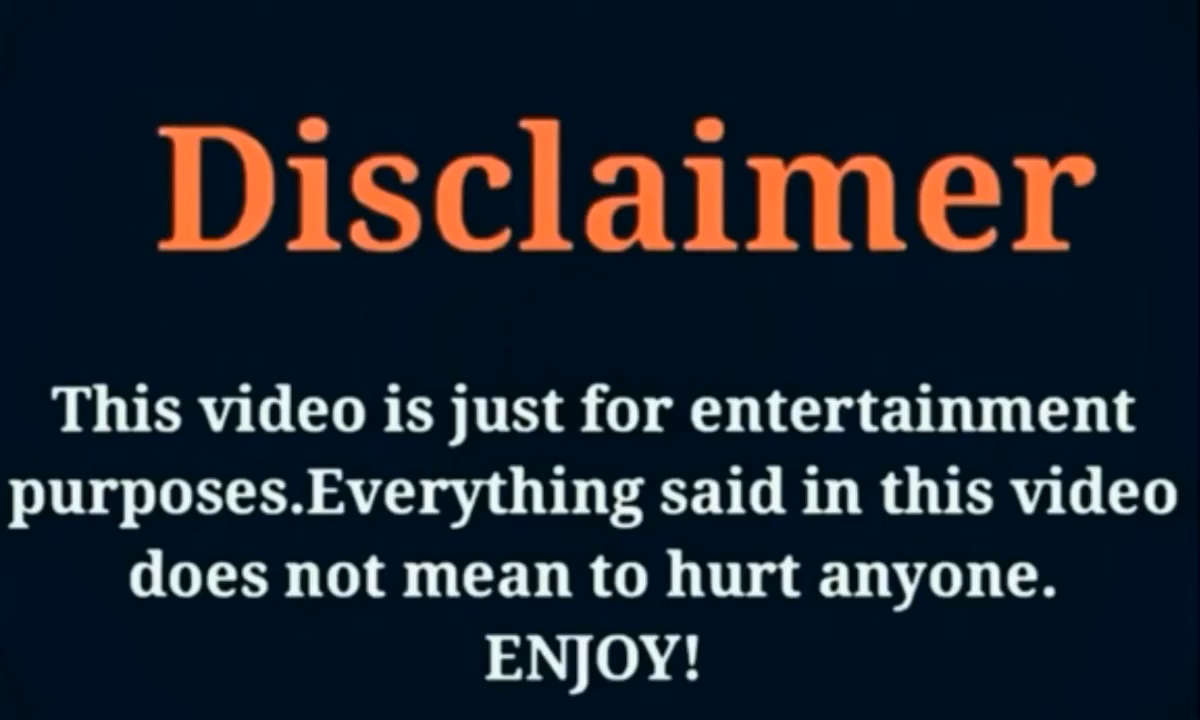 Disclaimer
This video is just for entertainment
purposes.Everything said in this video
does not mean to hurt anyone.
ENJOY!